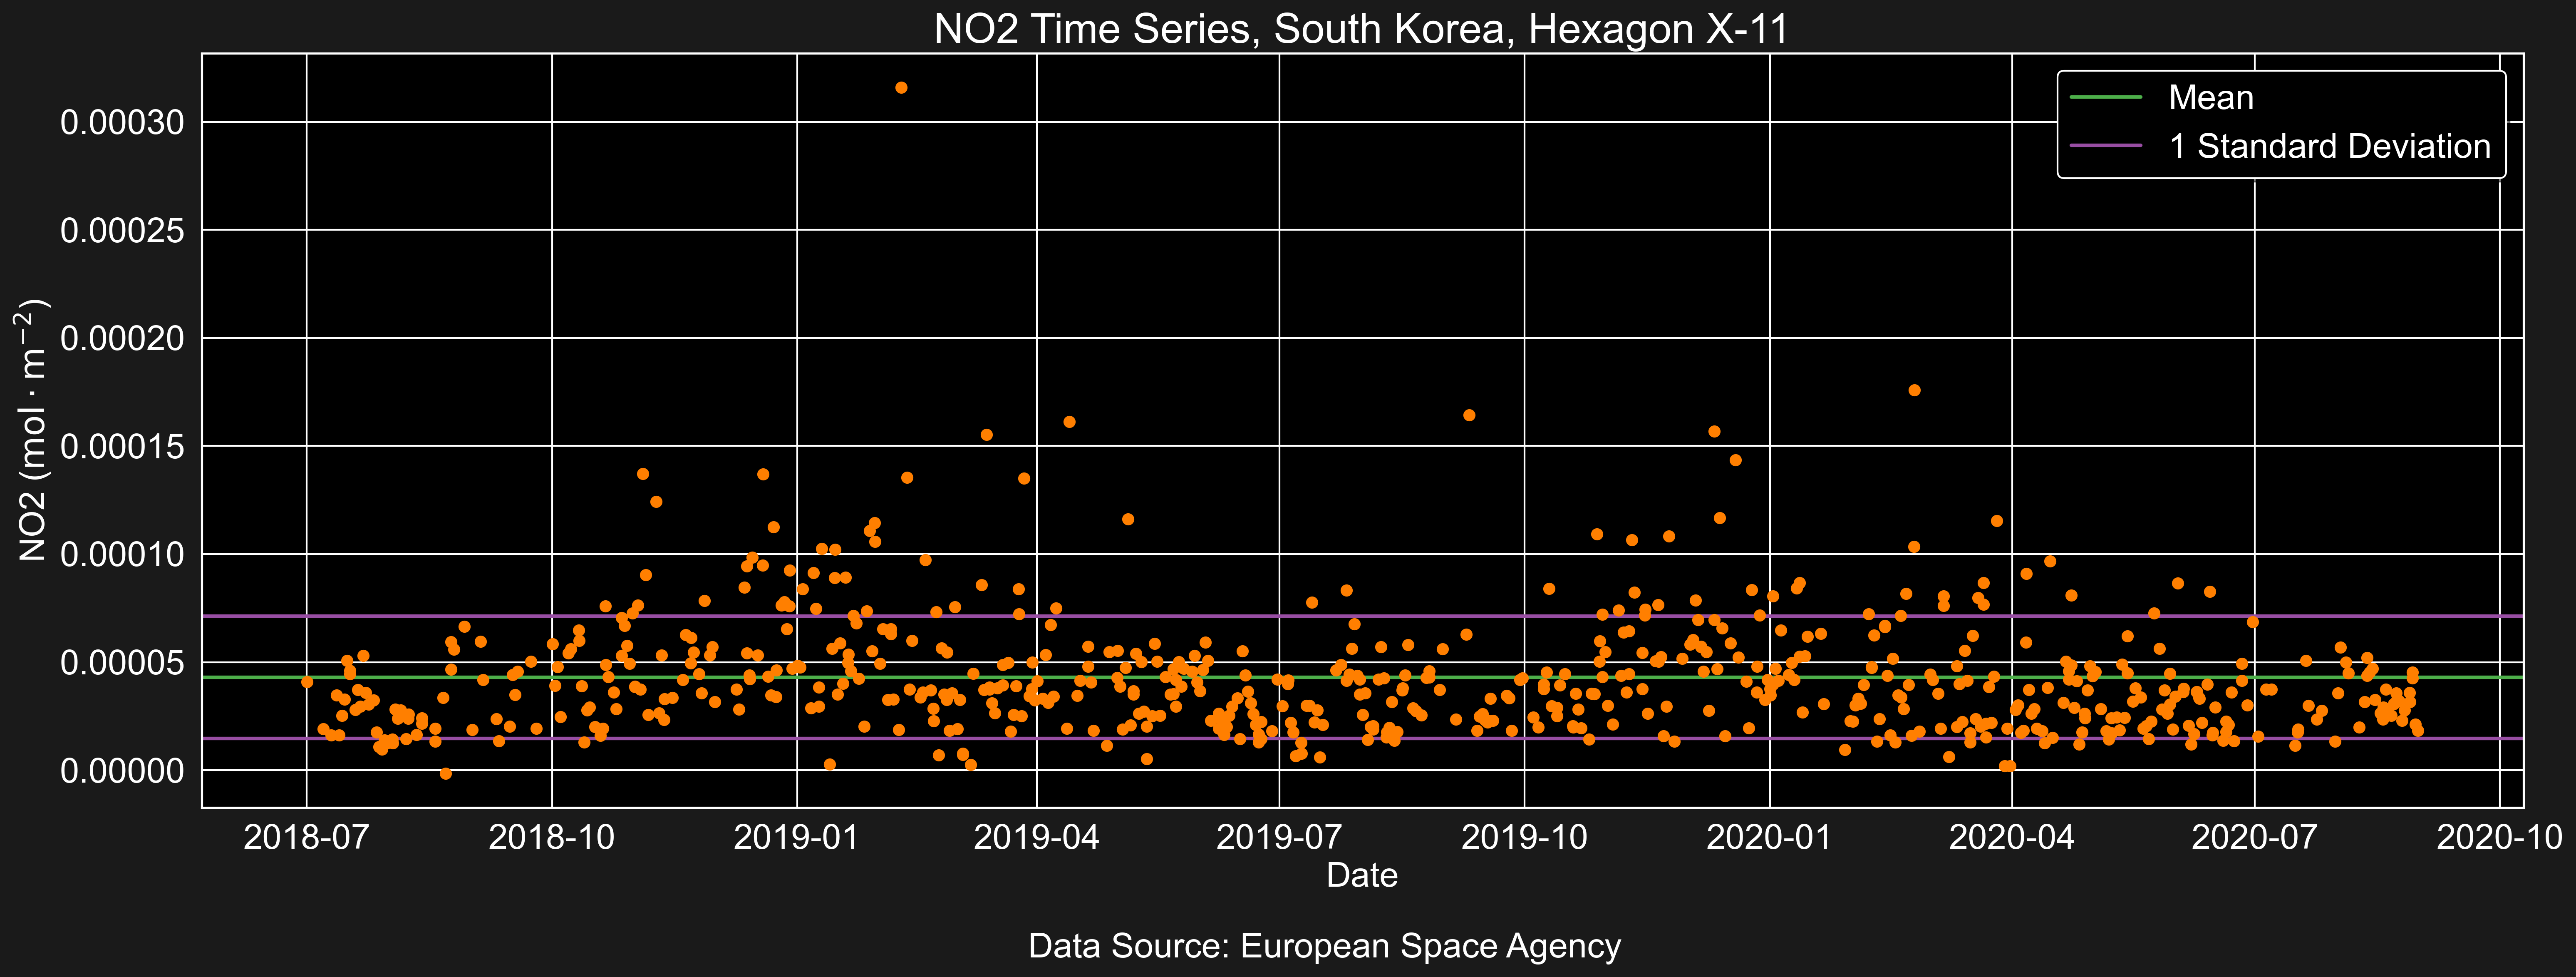 NO2 Time Series, South Korea, Hexagon X-11
Mean
1 Standard Deviation
NO2 (mol · m⁻²)
0.00030
0.00025
0.00020
0.00015
0.00010
0.00005
0.00000
2018-07 2018-10 2019-01 2019-04 2019-07 2019-10 2020-01 2020-04 2020-07 2020-10
Date
Data Source: European Space Agency